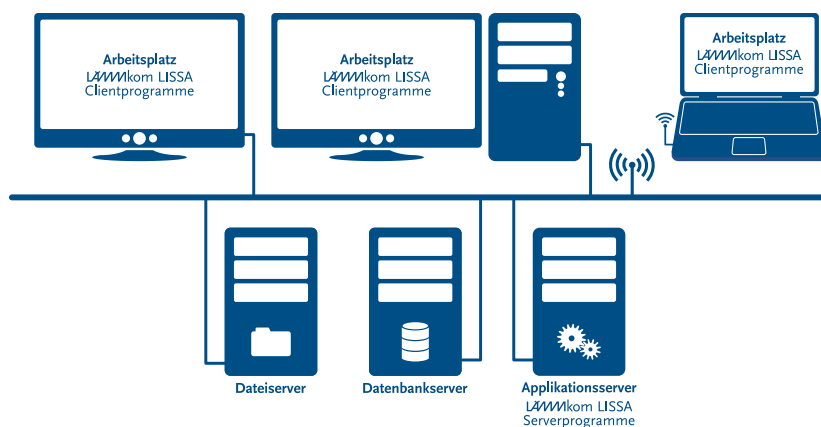 Arbeitsplatz
LÄMMkom LISSA
Clientprogramme
Arbeitsplatz
LÄMMkom LISSA
Clientprogramme
Arbeitsplatz
LÄMMkom LISSA
Clientprogramme
Dateiserver
Datenbankserver
Applikationsserver
LÄMMkom LISSA
Serverprogramme